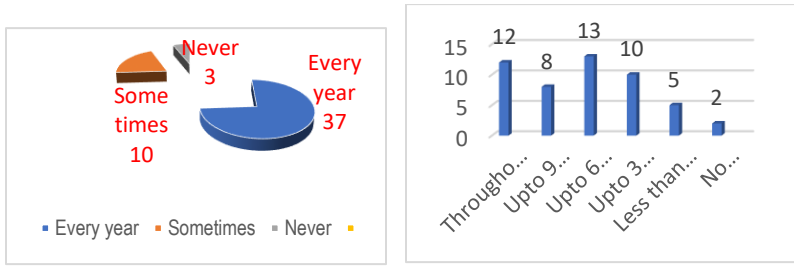 Never
3
Every
year
37
Some
times
10
Every year Sometimes Never
15
10
5
0
12
8
13
10
5
2
Througho...
Upto 9...
Upto 6...
Upto 3...
Less than...
No...